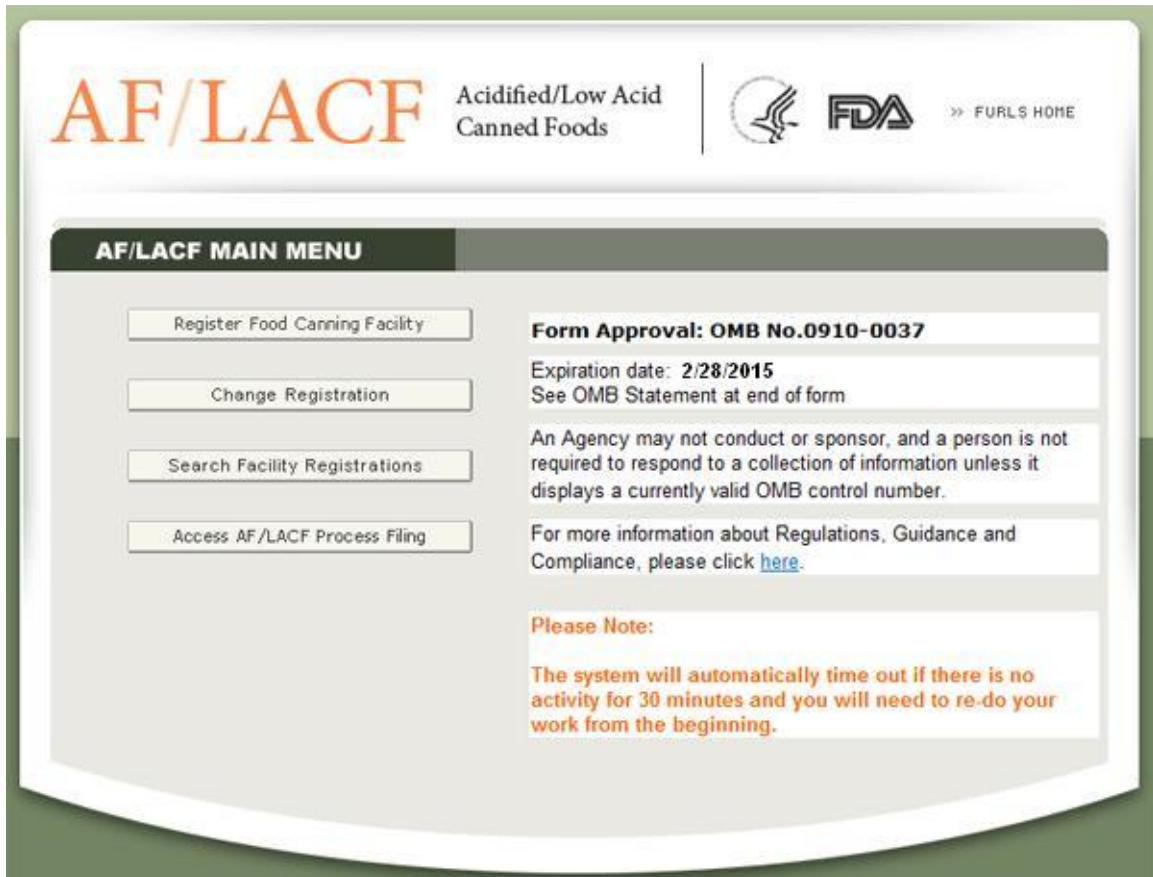 AF/LACF
Acidified/Low Acid
Canned Foods
FDA
>> FURLS HOME
AF/LACF MAIN MENU
Register Food Canning Facility
Change Registration
Search Facility Registrations
Access AF/LACF Process Filing
Form Approval: OMB No.0910-0037
Expiration date: 2/28/2015
See OMB Statement at end of form
An Agency may not conduct or sponsor, and a person is not
required to respond to a collection of information unless it
displays a currently valid OMB control number.
For more information about Regulations, Guidance and
Compliance, please click here.
Please Note:
The system will automatically time out if there is no
activity for 30 minutes and you will need to re-do your
work from the beginning.